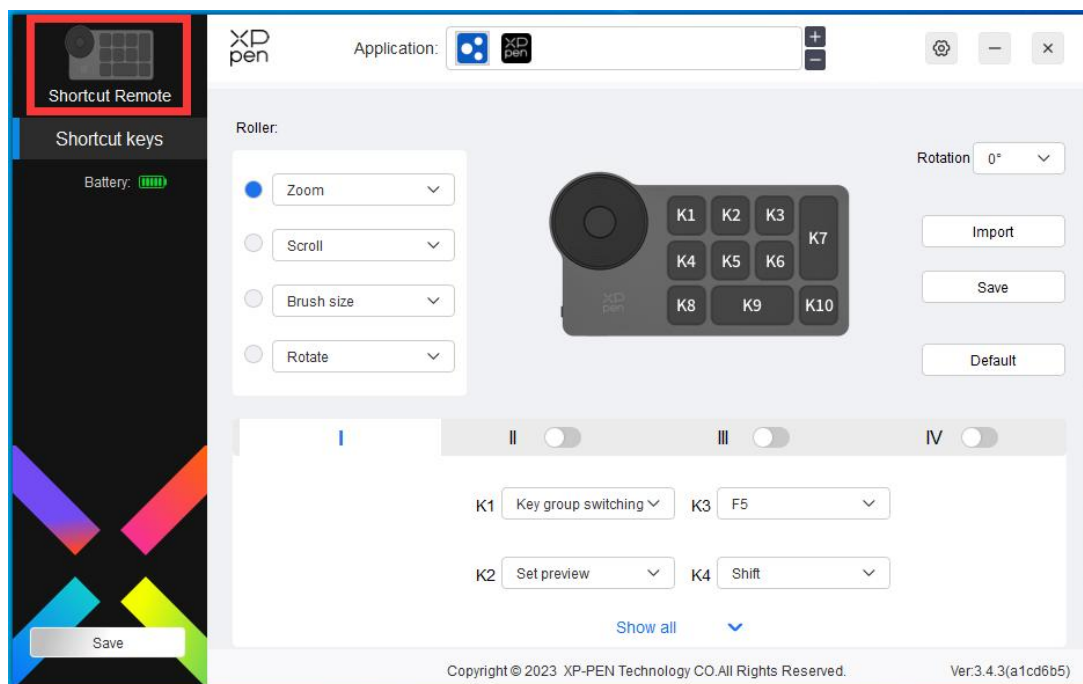 Shortcut Remote
Shortcut keys
Battery:
Save
XP
pen
Application:
XP
pen
+
−
Roller:
Zoom
Scroll
Brush size
Rotate
K1 K2 K3
K7
K4 K5 K6
XP
pen
K8 K9 K10
Rotation 0°
Import
Save
Default
I II III IV
K1 Key group switching K3 F5
K2 Set preview K4 Shift
Show all
Copyright © 2023 XP-PEN Technology CO.All Rights Reserved. Ver:3.4.3(a1cd6b5)